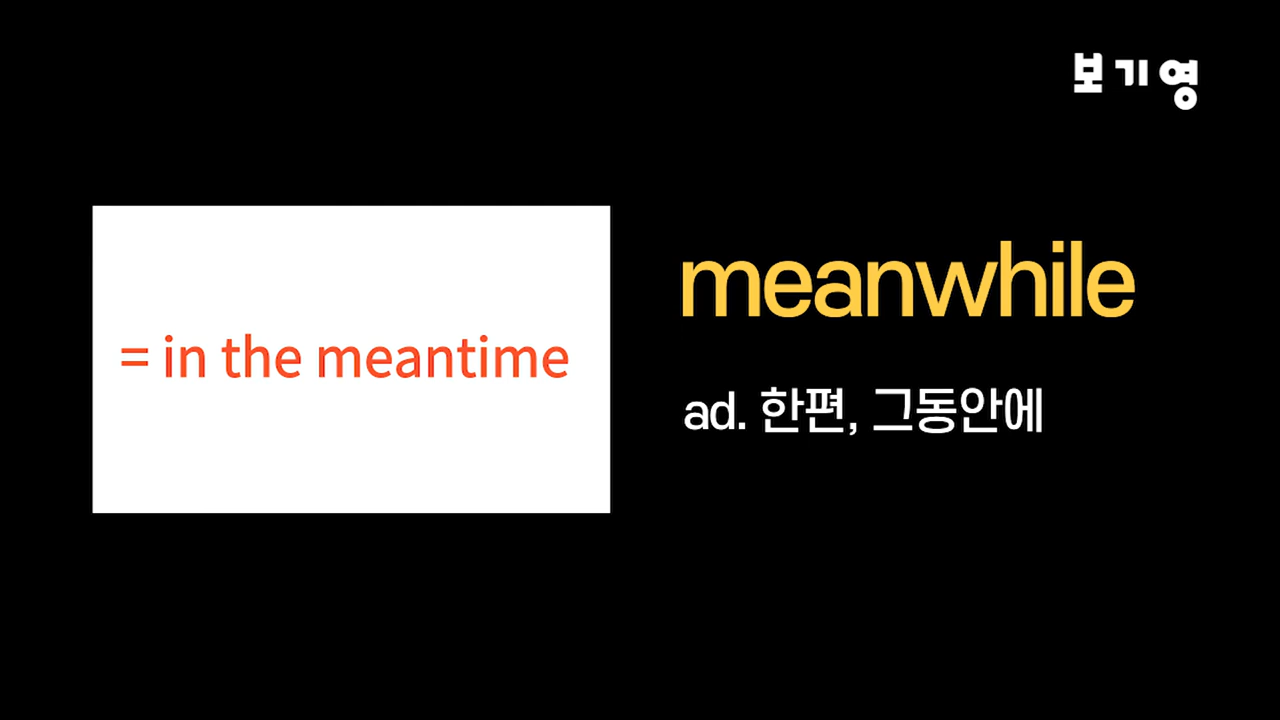 보기영
= in the meantime
meanwhile
ad. 한편, 그동안에